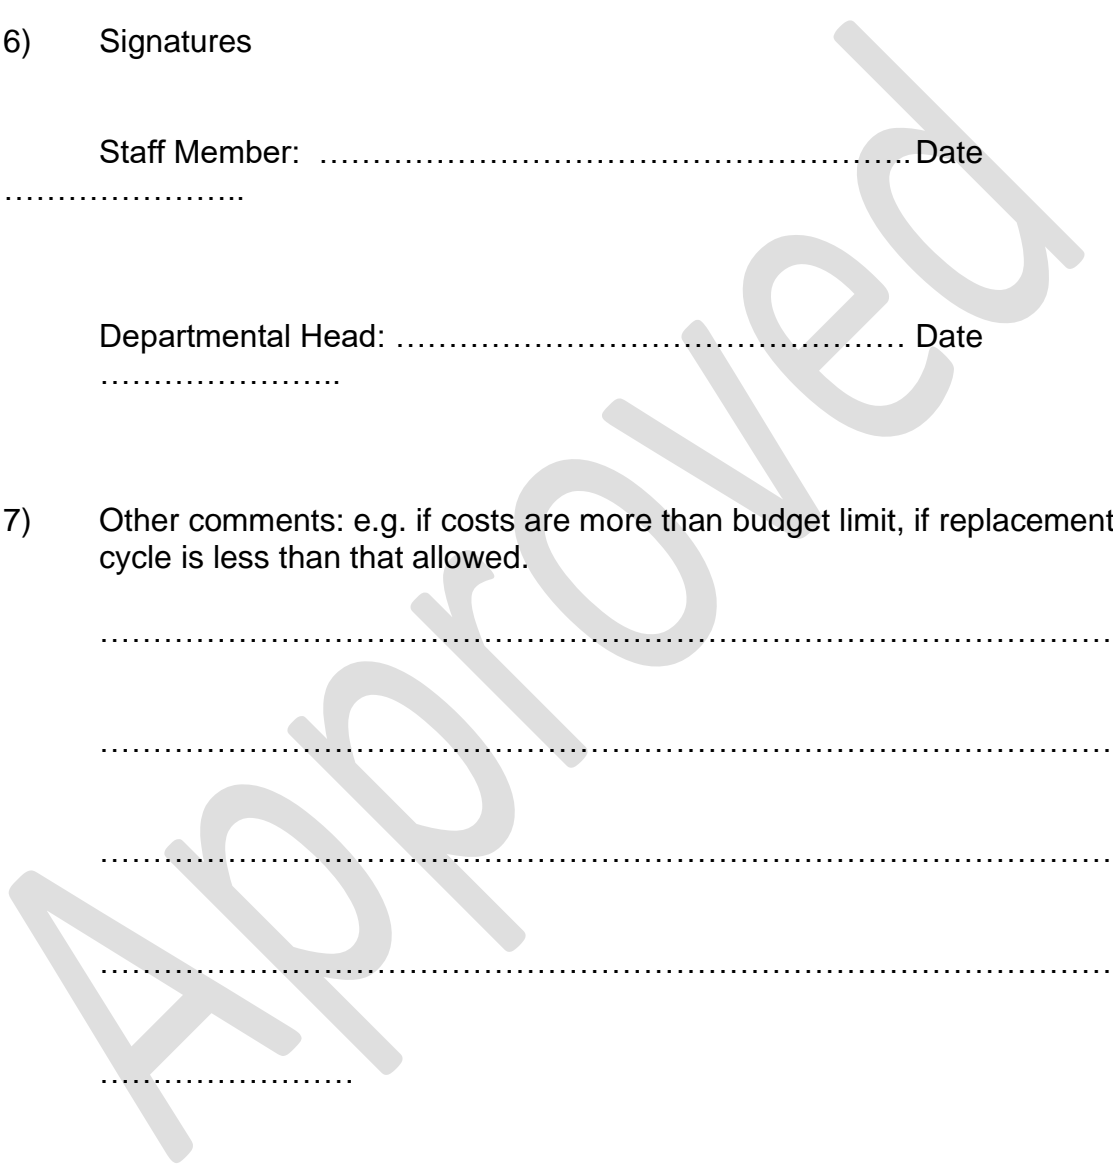 6) Signatures
Staff Member: ………………………………………………….. Date
…………………..
Departmental Head: ………………………………………… Date
…………………..
7) Other comments: e.g. if costs are more than budget limit, if replacement
cycle is less than that allowed.
……………………………………………………………………………………
……………………………………………………………………………………
……………………………………………………………………………………
……………………………………………………………………………………
……………………
Approved